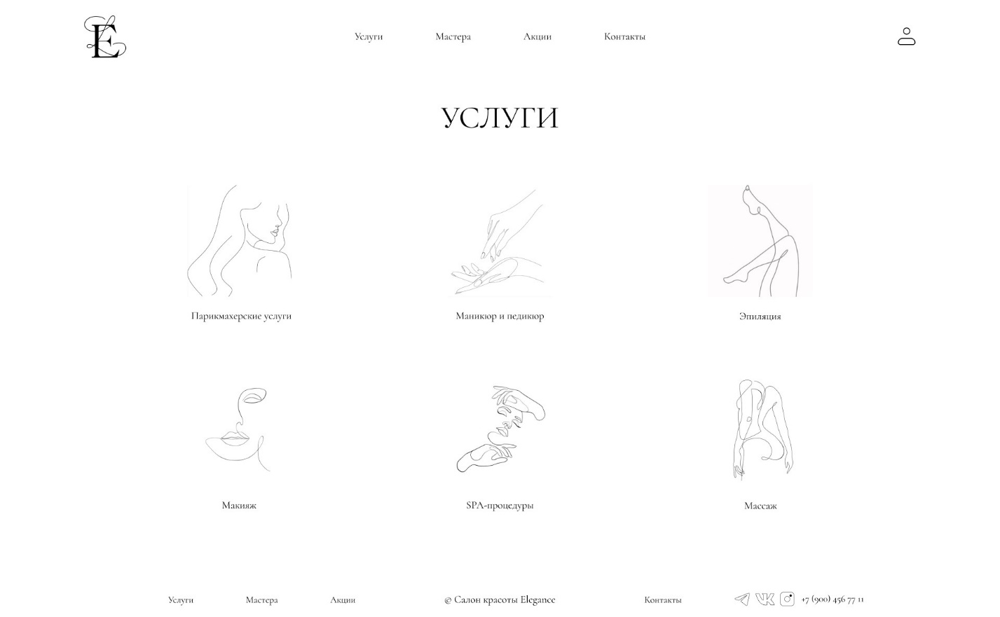 E
Услуги Мастера Акции Контакты
УСЛУГИ
Парикмахерские услуги Маникюр и педикюр Эпиляция
Макияж SPA-процедуры Массаж
Услуги Мастера Акции © Салон красоты Elegance Контакты VK +7 (900) 456 77 11